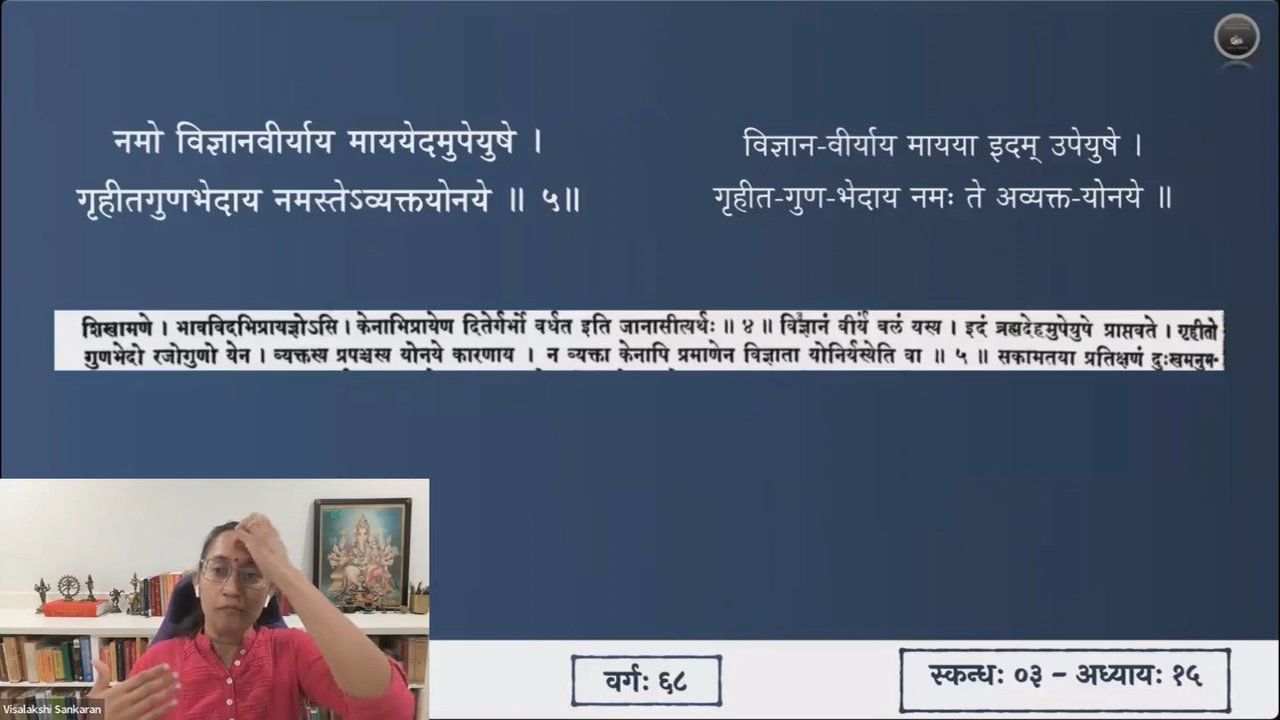 नमो विज्ञानवीर्याय माययेदमुपेयुषे ।
गृहीतगुणभेदाय नमस्तेऽव्यक्तयोनये ॥ ५॥
विज्ञान-वीर्याय मायया इदम् उपेयुषे ।
गृहीत-गुण-भेदाय नमः ते अव्यक्त-योनये ॥
शिखामणे । भावविदभिप्रायज्ञोऽसि । केनाभिप्रायेण दितेर्गर्भो वर्धत इति जानासीत्यर्थः ॥ ४ ॥ विज्ञानं वीर्यं बलं यस्य । इदं ब्रह्मदेहमुपेयुषे प्राप्तवते । गृहीतो
गुणभेदो रजोगुणो येन । व्यक्तस्य प्रपञ्चस्य योनये कारणाय । न व्यक्ता केनापि प्रमाणेन विज्ञाता योनिर्यस्येति वा ॥ ५ ॥ सकामतया प्रतिक्षणं दुःखमनुम-
Visalakshi Sankaran
वर्गः ६८
स्कन्धः ०३ - अध्यायः १५